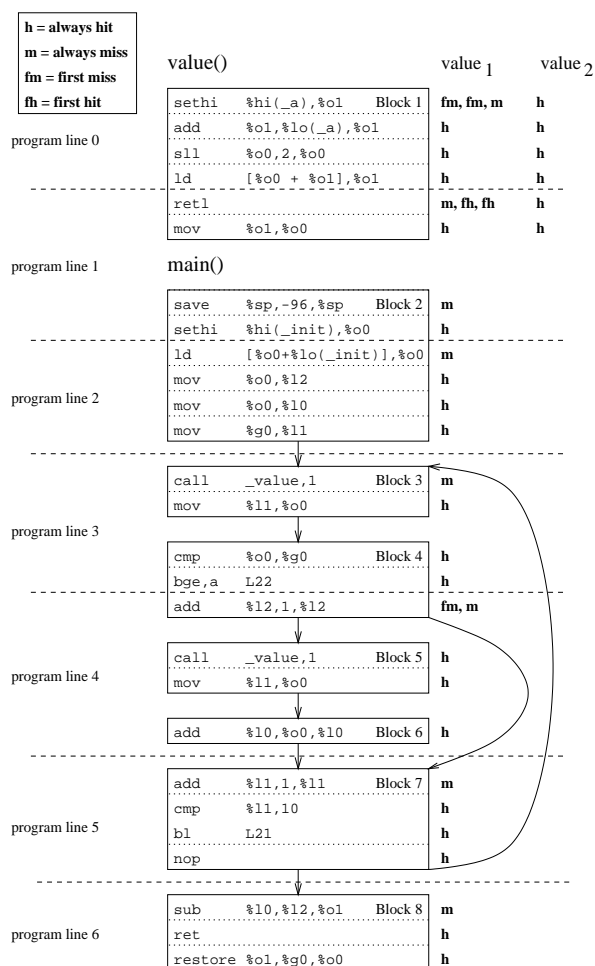 h = always hit
m = always miss
fm = first miss
fh = first hit
value() value 1 value 2
sethi %hi(_a),%o1 Block 1 fm, fm, m h
add %o1,%lo(_a),%o1 h h
program line 0
sll %o0,2,%o0 h h
ld [%o0 + %o1],%o1 h h
retl m, fh, fh h
mov %o1,%o0 h h
program line 1 main()
save %sp,-96,%sp Block 2 m
sethi %hi(_init),%o0 h
ld [%o0+%lo(_init)],%o0 m
mov %o0,%l2 h
program line 2
mov %o0,%l0 h
mov %g0,%l1 h
call _value,1 Block 3 m
mov %l1,%o0 h
program line 3
cmp %o0,%g0 Block 4 h
bge,a L22 h
add %l2,1,%l2 fm, m
call _value,1 Block 5 h
program line 4
mov %l1,%o0 h
add %l0,%o0,%l0 Block 6 h
add %l1,1,%l1 Block 7 m
cmp %l1,10 h
program line 5
bl L21 h
nop h
sub %l0,%l2,%o1 Block 8 m
program line 6
ret h
restore %o1,%g0,%o0 h